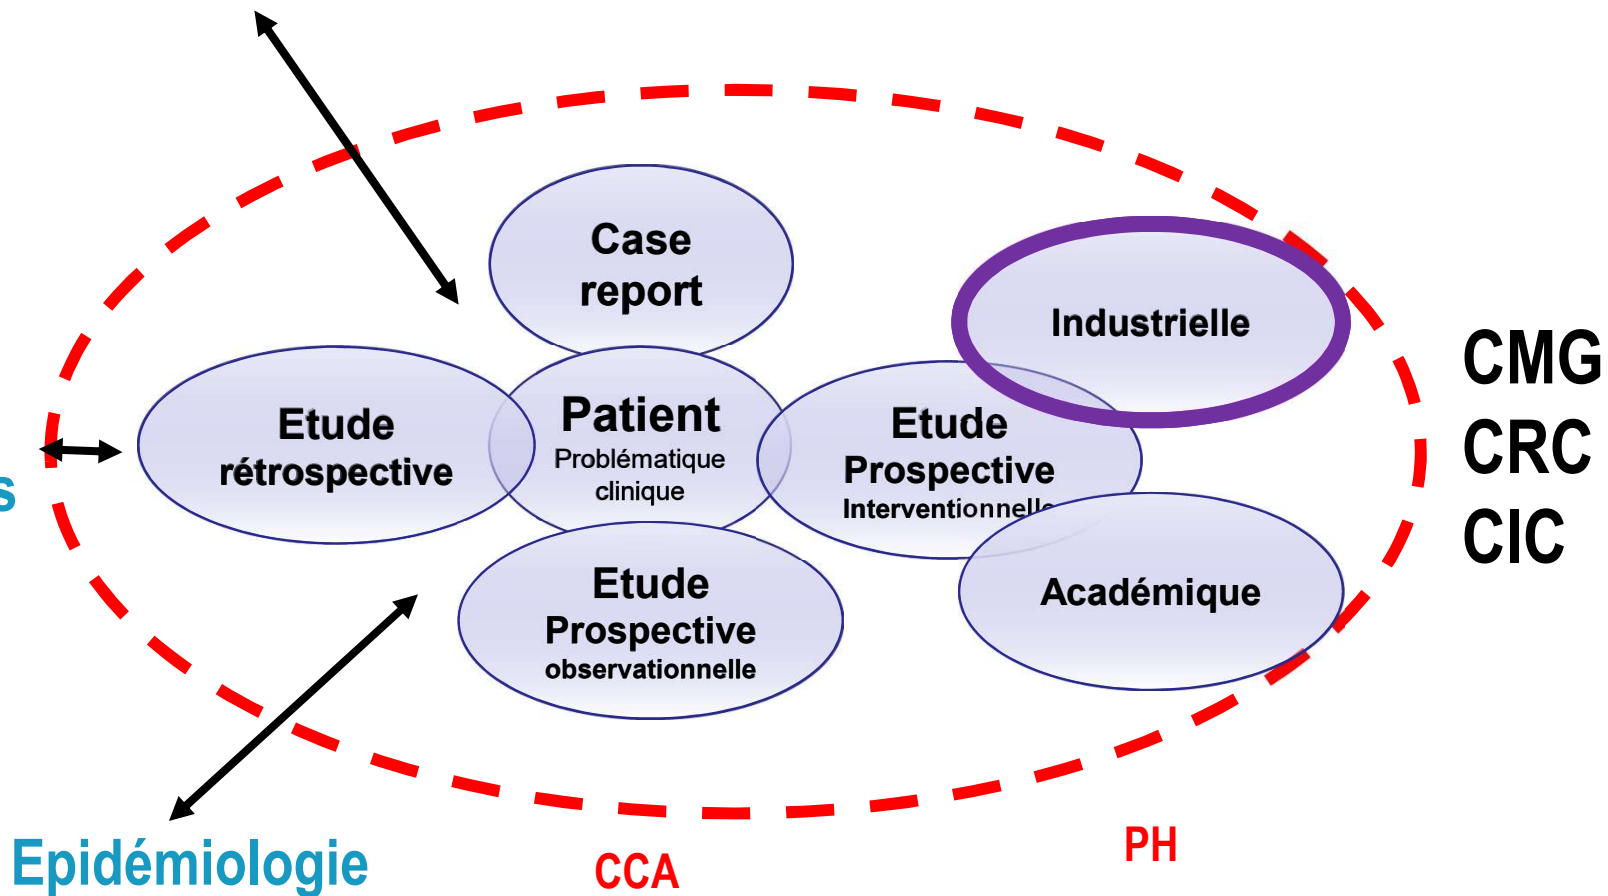 Case
report
Industrielle
CMG
CRC
CIC
Etude
rétrospective
Patient
Problématique
clinique
Etude
Prospective
Interventionnelle
Etude
Prospective
observationnelle
Académique
s
Epidémiologie
CCA
PH